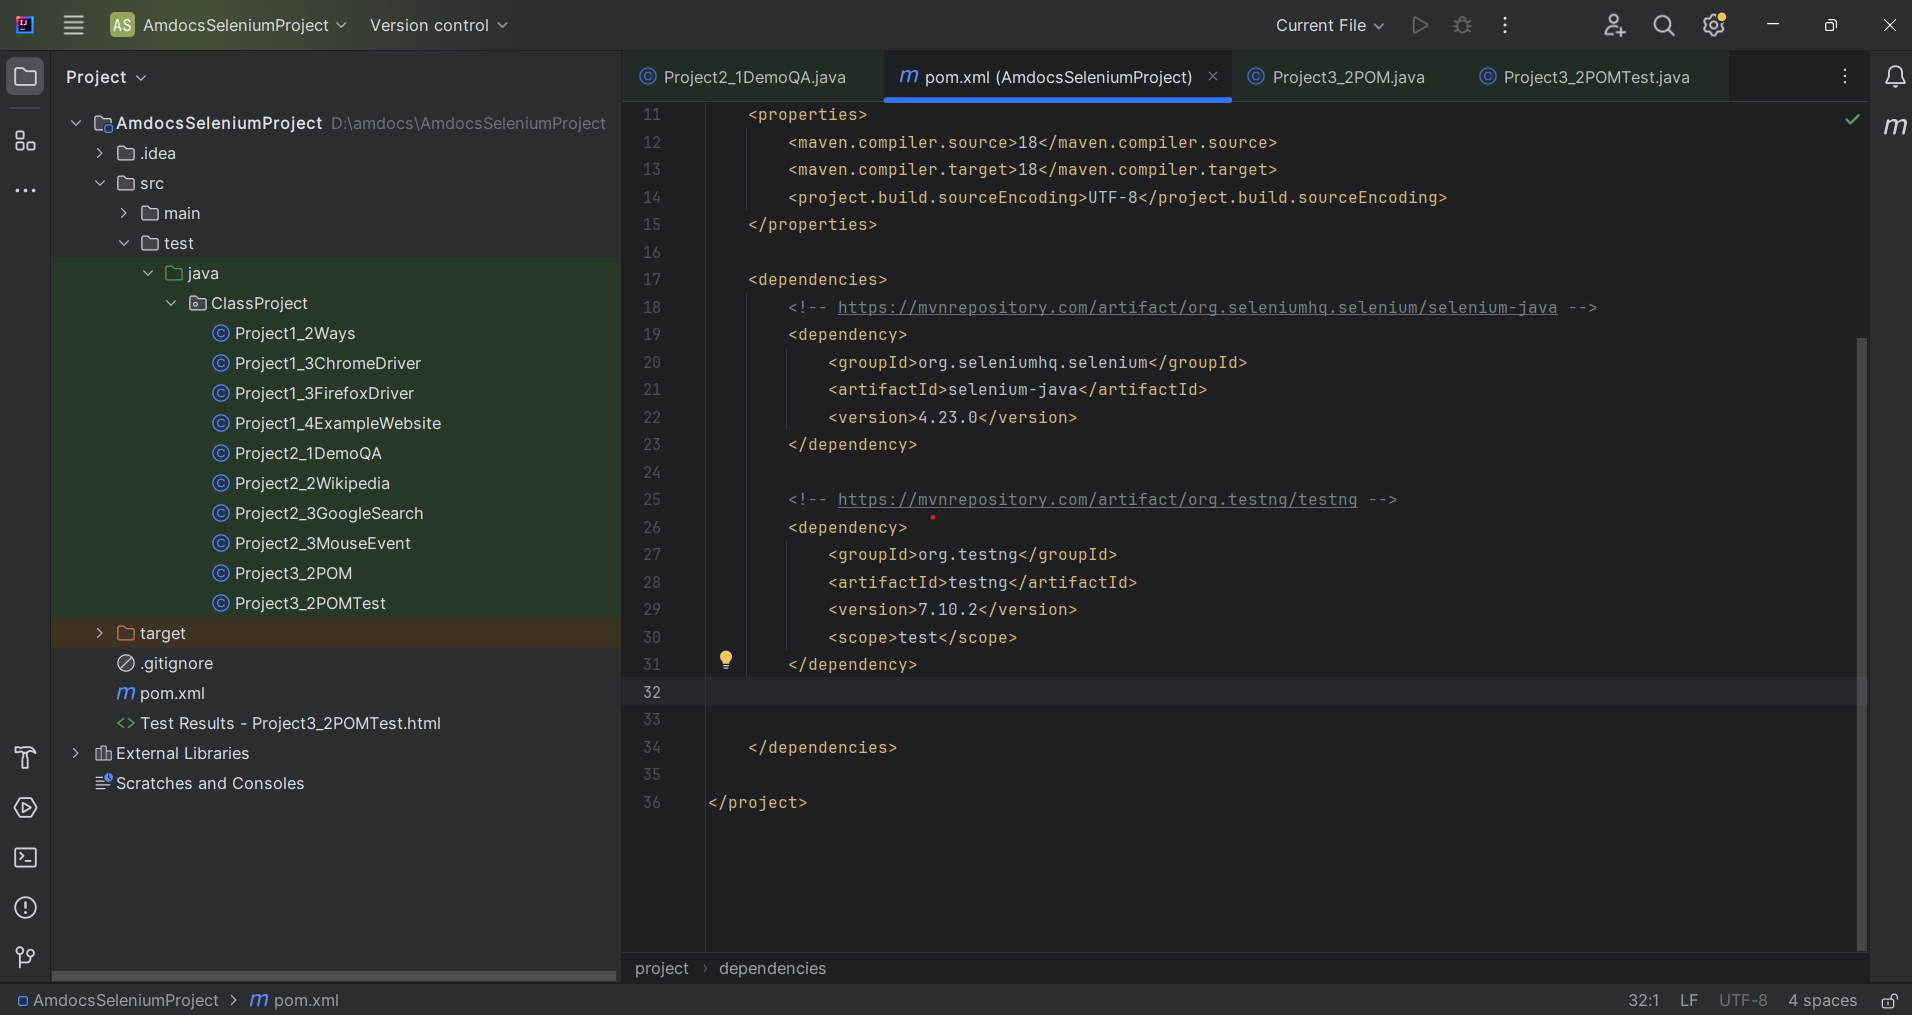 AS AmdocsSeleniumProject Version control Current File
Project
Project2_1DemoQA.java m pom.xml (AmdocsSeleniumProject) Project3_2POM.java Project3_2POMTest.java
AmdocsSeleniumProject D:\amdocs\AmdocsSeleniumProject
.idea
src
main
test
java
ClassProject
Project1_2Ways
Project1_3ChromeDriver
Project1_3FirefoxDriver
Project1_4ExampleWebsite
Project2_1DemoQA
Project2_2Wikipedia
Project2_3GoogleSearch
Project2_3MouseEvent
Project3_2POM
Project3_2POMTest
target
.gitignore
m pom.xml
<> Test Results - Project3_2POMTest.html
External Libraries
Scratches and Consoles
11 <properties>
12 <maven.compiler.source>18</maven.compiler.source>
13 <maven.compiler.target>18</maven.compiler.target>
14 <project.build.sourceEncoding>UTF-8</project.build.sourceEncoding>
15 </properties>
16
17 <dependencies>
18 <!-- https://mvnrepository.com/artifact/org.seleniumhq.selenium/selenium-java -->
19 <dependency>
20 <groupId>org.seleniumhq.selenium</groupId>
21 <artifactId>selenium-java</artifactId>
22 <version>4.23.0</version>
23 </dependency>
24
25 <!-- https://mvnrepository.com/artifact/org.testng/testng -->
26 <dependency>
27 <groupId>org.testng</groupId>
28 <artifactId>testng</artifactId>
29 <version>7.10.2</version>
30 <scope>test</scope>
31 </dependency>
32
33
34 </dependencies>
35
36 </project>
m
project › dependencies
AmdocsSeleniumProject > m pom.xml 32:1 LF UTF-8 4 spaces